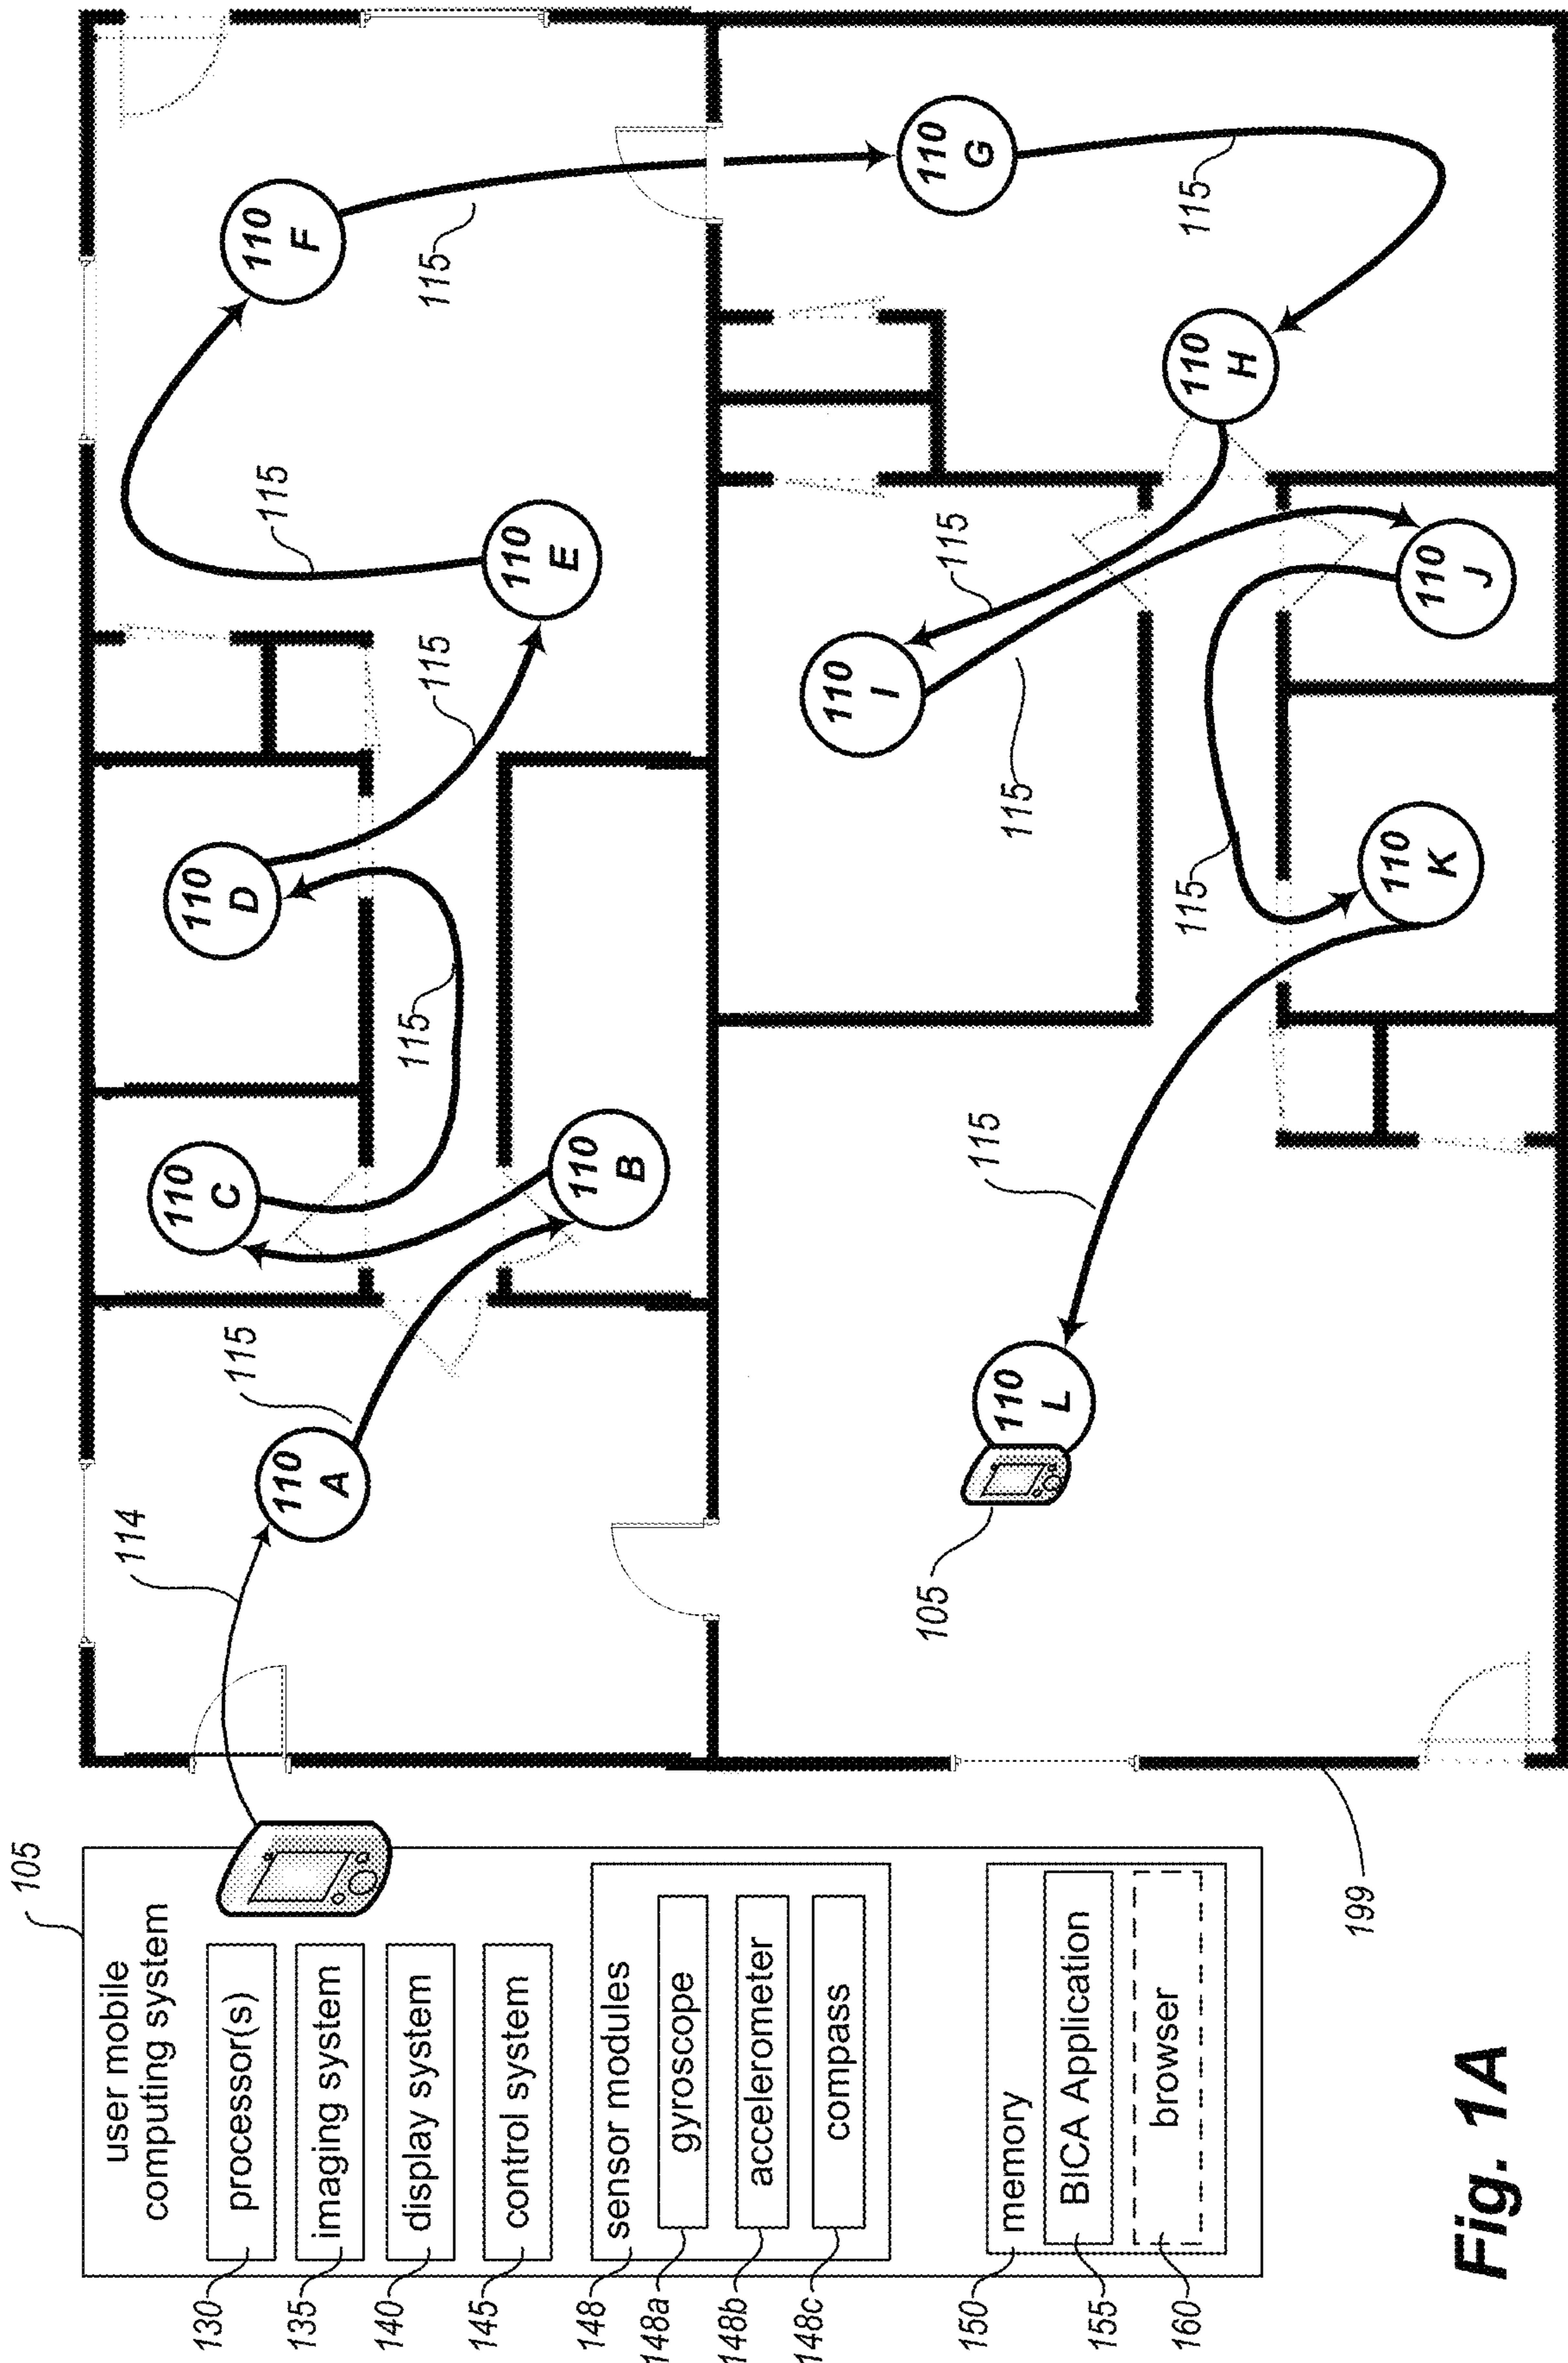 105
user mobile
computing system
130
processor(s)
135
imaging system
140
display system
145
control system
148
sensor modules
148a
gyroscope
148b
accelerometer
148c
compass
150
memory
155
BICA Application
160
browser
199
114
110
A
115
110
B
110
C
115
110
D
115
110
E
115
110
F
115
110
G
115
110
H
115
110
I
115
110
J
115
110
K
115
110
L
105
Fig. 1A